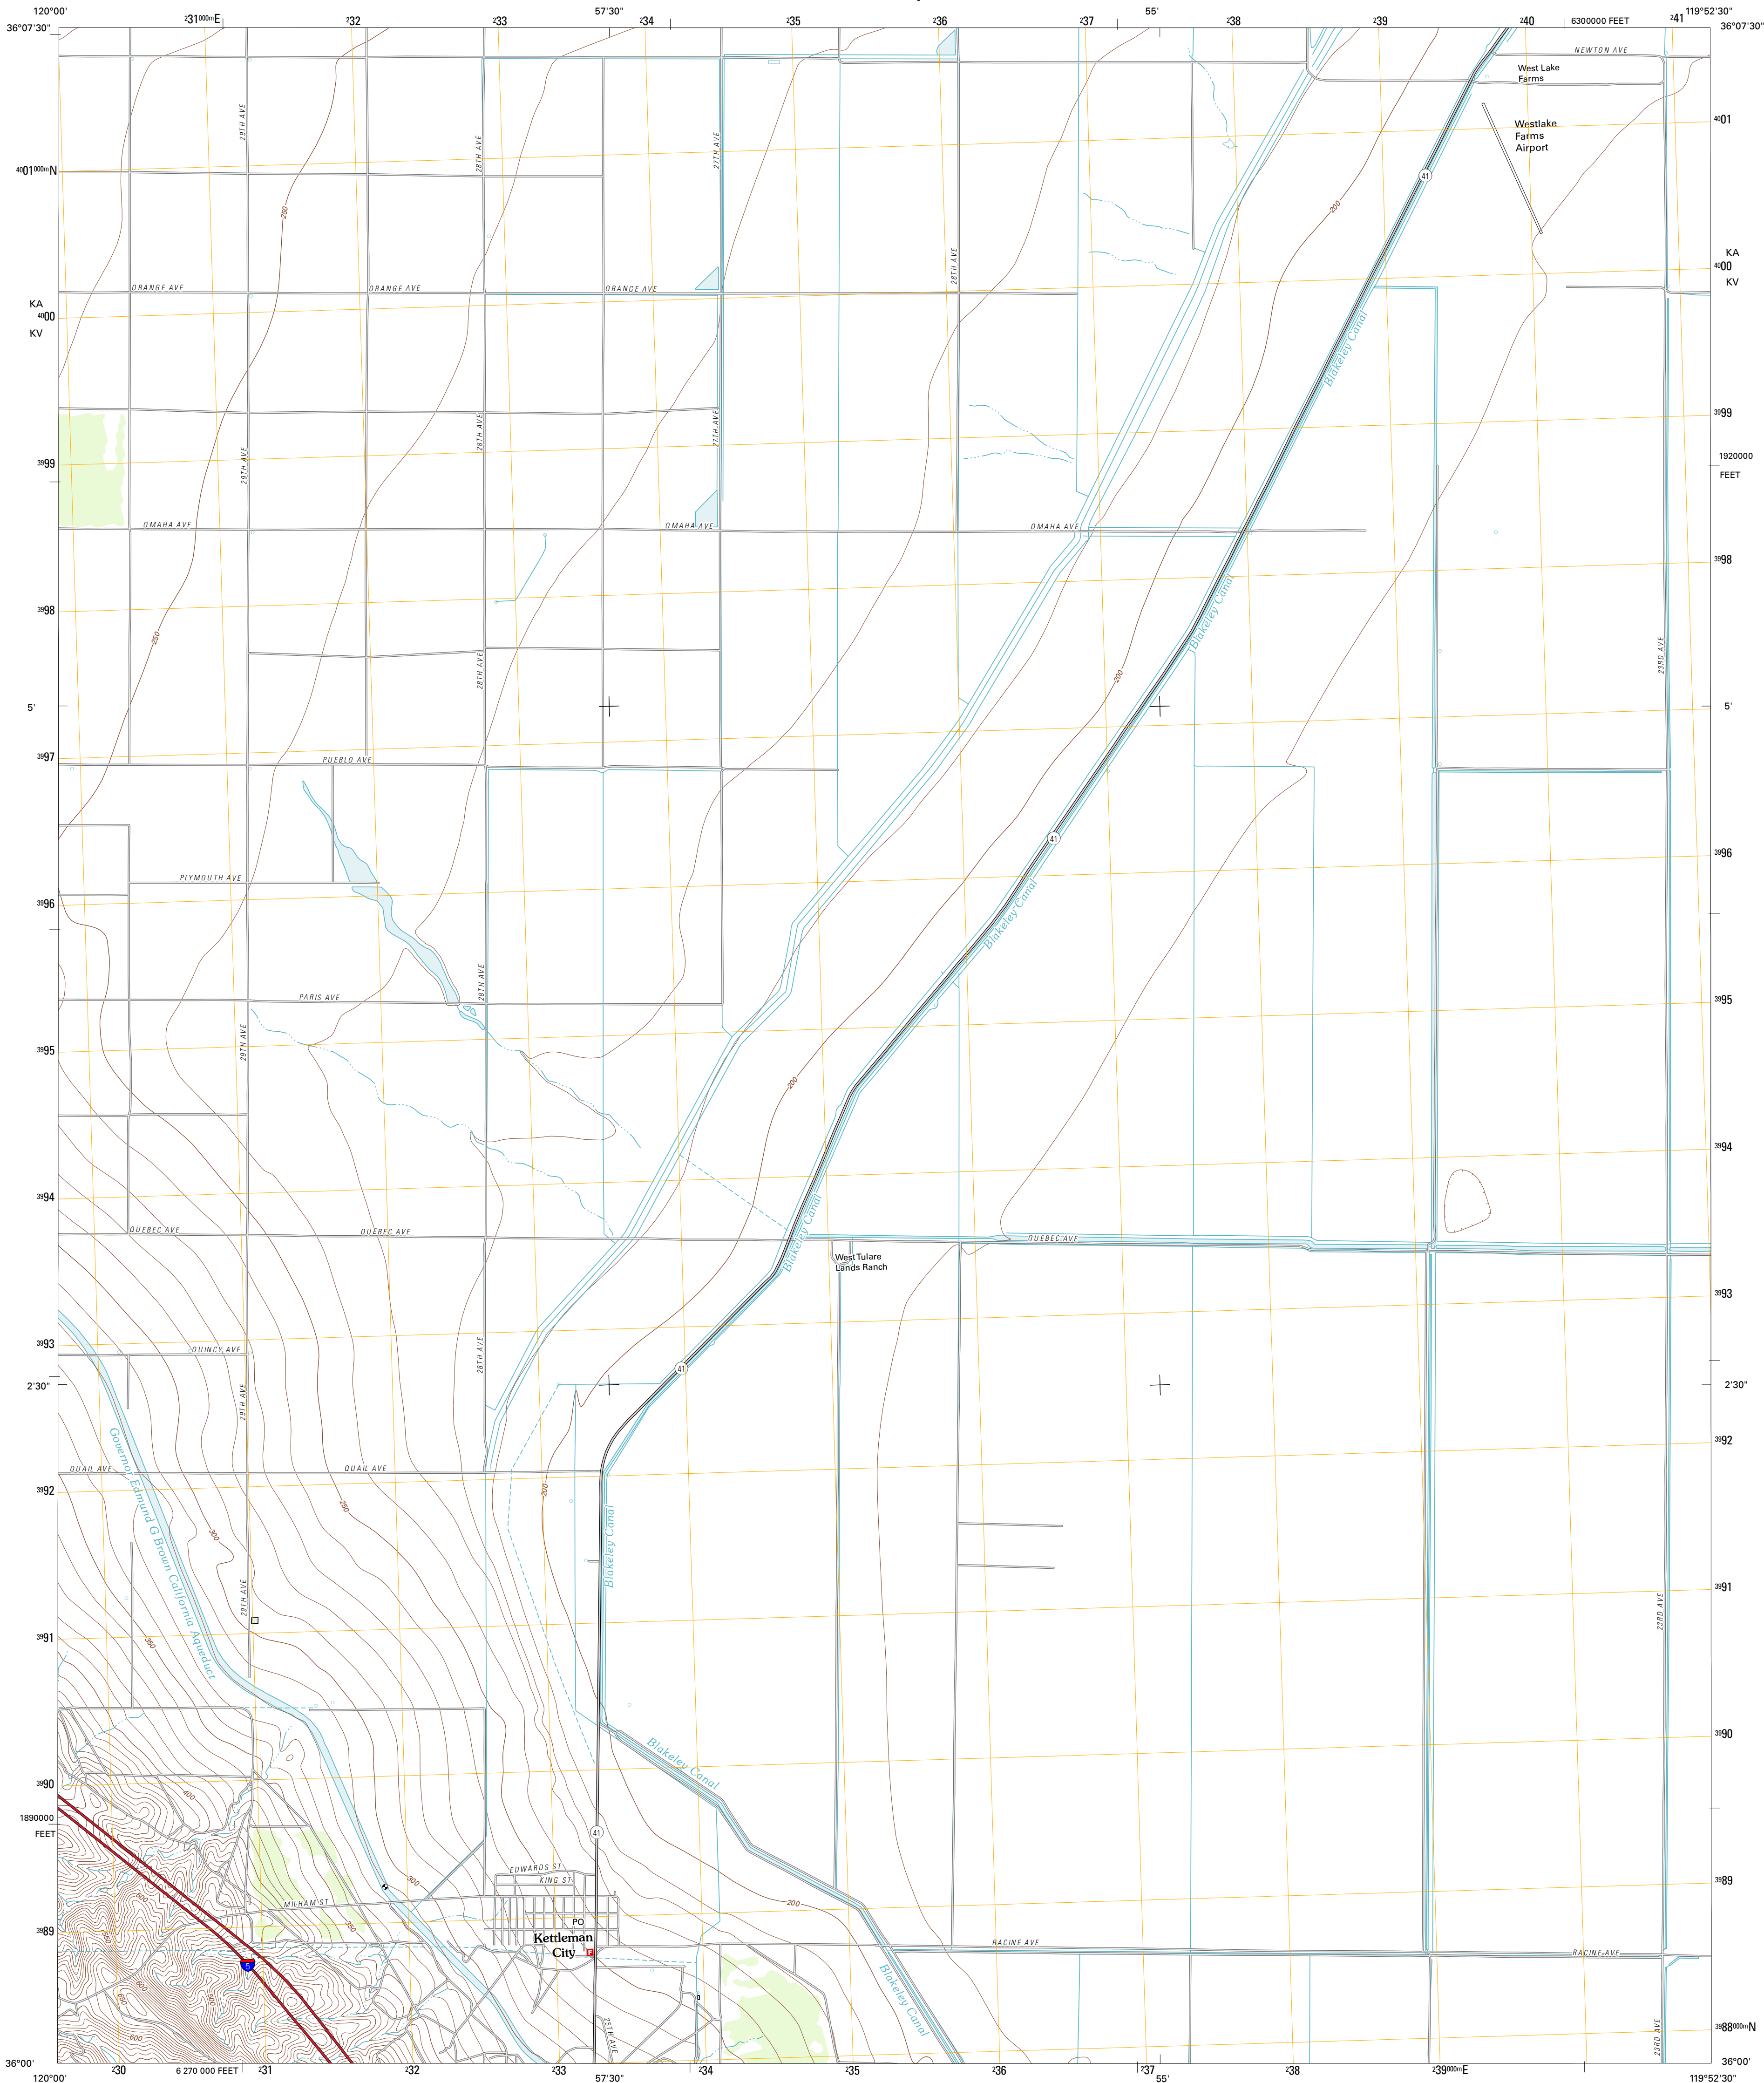 120°00'
²31⁰⁰⁰ᵐE
²32
²33
57'30"
²34
²35
²36
²37
55'
²38
²39
²40
6300000 FEET
²41
119°52'30"
36°07'30"
36°07'30"
NEWTON AVE
West Lake
Farms
Westlake
Farms
Airport
29TH AVE
28TH AVE
27TH AVE
⁴⁰01
⁴⁰01⁰⁰⁰ᵐN
41
250
200
26TH AVE
KA
⁴⁰00
KV
ORANGE AVE
ORANGE AVE
ORANGE AVE
KA
⁴⁰00
KV
Blakeley Canal
³⁹99
29TH AVE
28TH AVE
27TH AVE
³⁹99
1920000
FEET
OMAHA AVE
OMAHA AVE
OMAHA AVE
³⁹98
³⁹98
Blakeley Canal
250
28TH AVE
23RD AVE
200
5'
5'
³⁹97
³⁹97
PUEBLO AVE
41
³⁹96
PLYMOUTH AVE
³⁹96
Blakeley Canal
28TH AVE
PARIS AVE
³⁹95
29TH AVE
³⁹95
200
³⁹94
³⁹94
Blakeley Canal
QUEBEC AVE
QUEBEC AVE
QUEBEC AVE
West Tulare
Lands Ranch
³⁹93
³⁹93
QUINCY AVE
28TH AVE
41
2'30"
2'30"
29TH AVE
³⁹92
QUAIL AVE
QUAIL AVE
³⁹92
250
200
300
Blakeley Canal
Governor Edmund G Brown California Aqueduct
29TH AVE
³⁹91
23RD AVE
³⁹91
350
³⁹90
Blakeley Canal
³⁹90
400
1890000
FEET
41
EDWARDS ST
KING ST
³⁹89
300
500
MILHAM ST
200
350
PO
Kettleman
City
³⁹89
550
RACINE AVE
RACINE AVE
5
Blakeley Canal
600
650
500
600
25TH AVE
23RD AVE
³⁹88⁰⁰⁰ᵐN
36°00'
36°00'
²30
6 270 000 FEET
²31
²32
²33
57'30"
²34
²35
²36
²37
55'
²38
²39⁰⁰⁰ᵐE
120°00'
119°52'30"